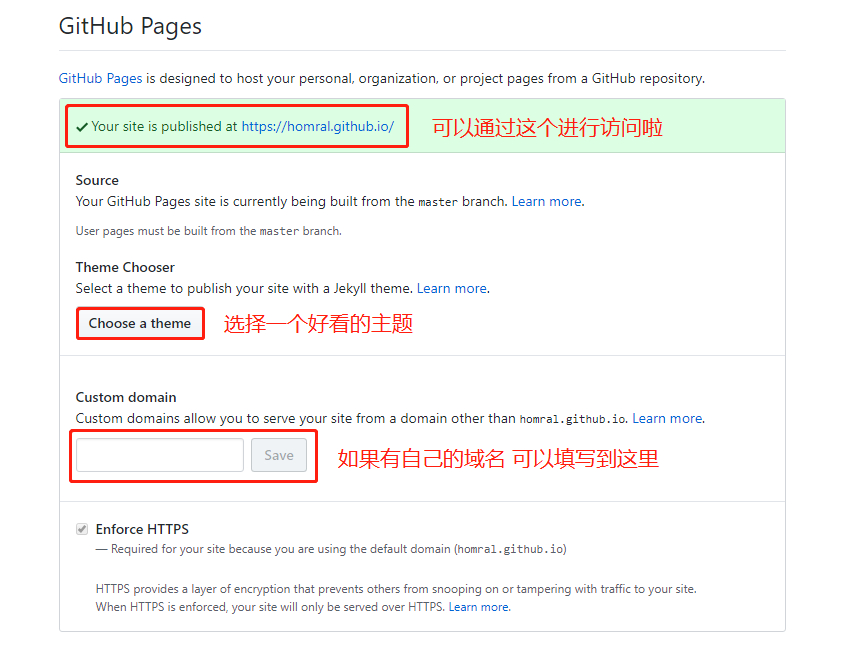 GitHub Pages
GitHub Pages is designed to host your personal, organization, or project pages from a GitHub repository.
Your site is published at https://homral.github.io/ 可以通过这个进行访问啦
Source
Your GitHub Pages site is currently being built from the master branch. Learn more.
User pages must be built from the master branch.
Theme Chooser
Select a theme to publish your site with a Jekyll theme. Learn more.
Choose a theme 选择一个好看的主题
Custom domain
Custom domains allow you to serve your site from a domain other than homral.github.io. Learn more.
Save 如果有自己的域名 可以填写到这里
Enforce HTTPS
— Required for your site because you are using the default domain (homral.github.io)
HTTPS provides a layer of encryption that prevents others from snooping on or tampering with traffic to your site.
When HTTPS is enforced, your site will only be served over HTTPS. Learn more.